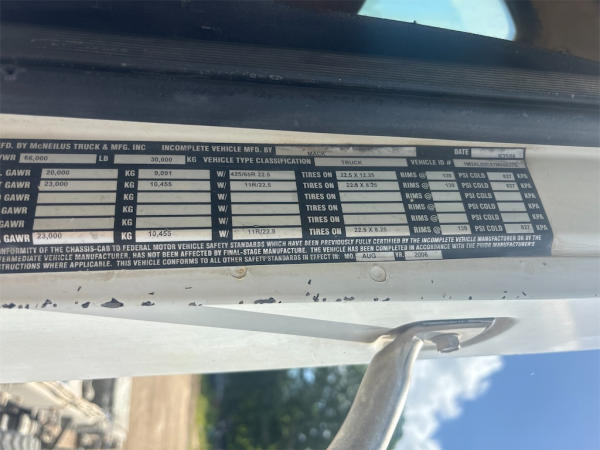 FD. BY McNEILUS TRUCK & MFG. INC INCOMPLETE VEHICLE MFD. BY MACK DATE
VWR 66,000 LB 30,000 KG VEHICLE TYPE CLASSIFICATION TRUCK VEHICLE ID #
GAWR 20,000 KG 9,091 W/ 425/65R 22.5 TIRES ON 22.5 X 12.25 RIMS @ 120 PSI COLD 827 KPA
GAWR 23,000 KG 10,455 W/ 11R/22.5 TIRES ON 22.5 X 8.25 RIMS @ 120 PSI COLD 827 KPA
GAWR KG W/ TIRES ON RIMS @ PSI COLD KPA
GAWR KG W/ TIRES ON RIMS @ PSI COLD KPA
GAWR KG W/ TIRES ON RIMS @ PSI COLD KPA
GAWR 23,000 KG 10,455 W/ 11R/22.5 TIRES ON 22.5 X 8.25 RIMS @ 120 PSI COLD 827 KPA
ONFORMITY OF THE CHASSIS-CAB TO FEDERAL MOTOR VEHICLE SAFETY STANDARDS WHICH HAVE BEEN PREVIOUSLY FULLY CERTIFIED BY THE INCOMPLETE VEHICLE MANUFACTURER OR BY
TERMEDIATE VEHICLE MANUFACTURER, HAS NOT BEEN AFFECTED BY FINAL-STAGE MANUFACTURE. THE VEHICLE HAS BEEN COMPLETED IN ACCORDANCE WITH THE PRIOR MANUFACTURER'S
STRUCTIONS WHERE APPLICABLE. THIS VEHICLE CONFORMS TO ALL OTHER SAFETY STANDARDS IN EFFECT IN: MO. AUG YR. 2006